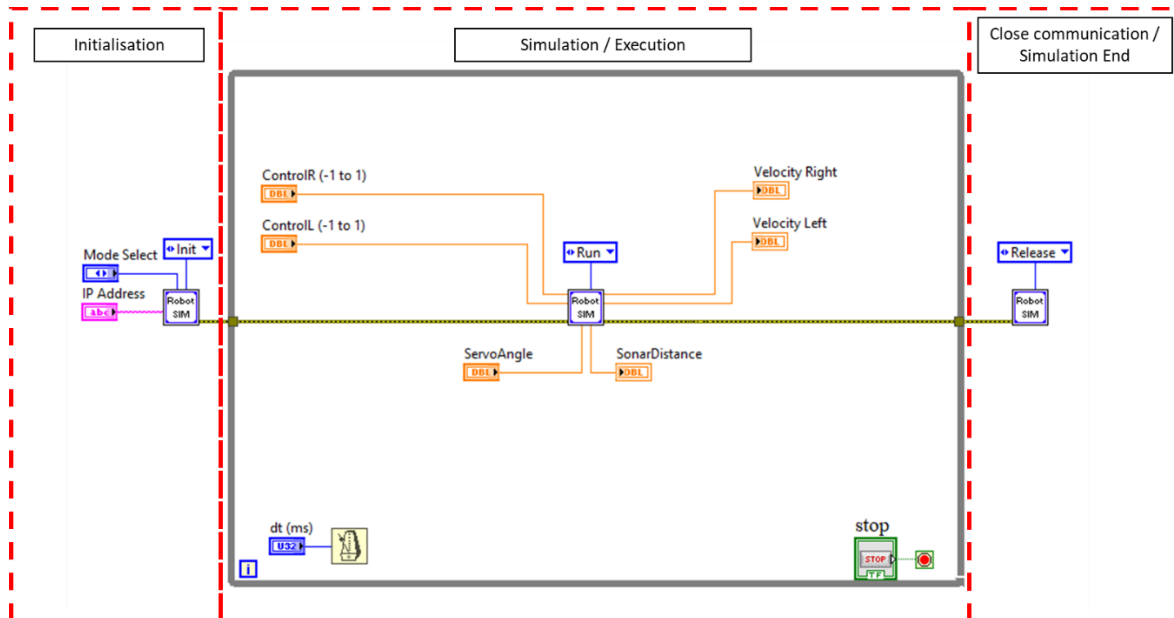 Initialisation
Simulation / Execution
Close communication /
Simulation End
ControlR (-1 to 1)
DBL
Velocity Right
DBL
ControlL (-1 to 1)
DBL
Velocity Left
DBL
Mode Select
Init
Run
Release
IP Address
abc
Robot
SIM
Robot
SIM
Robot
SIM
ServoAngle
DBL
SonarDistance
DBL
dt (ms)
U32
stop
STOP
TF
i